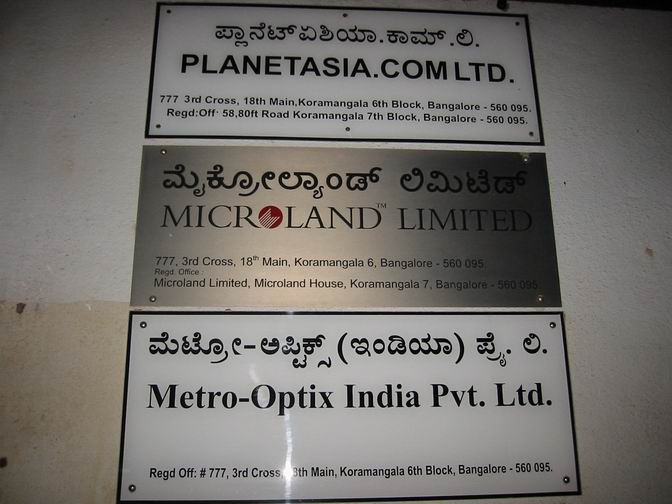 ಪ್ಲಾನೆಟ್ಏಶಿಯಾ.ಕಾಮ್.ಲಿ.
PLANETASIA.COM LTD.
777 3rd Cross, 18th Main,Koramangala 6th Block, Bangalore - 560 095.
Regd:Off: 58,80ft Road Koramangala 7th Block, Bangalore - 560 095.
ಮೈಕ್ರೋಲ್ಯಾಂಡ್ ಲಿಮಿಟೆಡ್
MICROLAND™ LIMITED
777, 3rd Cross, 18th Main, Koramangala 6, Bangalore - 560 095.
Regd. Office :
Microland Limited, Microland House, Koramangala 7, Bangalore - 560 095.
ಮೆಟ್ರೋ-ಅಪ್ಟಿಕ್ಸ್ (ಇಂಡಿಯಾ) ಪ್ರೈ. ಲಿ.
Metro-Optix India Pvt. Ltd.
Regd Off: # 777, 3rd Cross, Main, Koramangala 6th Block, Bangalore - 560 095.